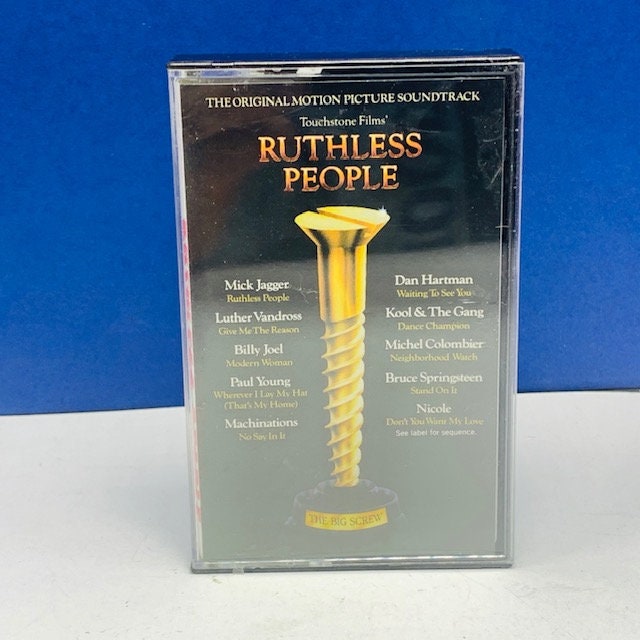 THE ORIGINAL MOTION PICTURE SOUNDTRACK
Touchstone Films'
RUTHLESS
PEOPLE
Mick Jagger
Ruthless People
Luther Vandross
Give Me The Reason
Billy Joel
Modern Woman
Paul Young
Wherever I Lay My Hat
(That's My Home)
Machinations
No Say In It
Dan Hartman
Waiting To See You
Kool & The Gang
Dance Champion
Michel Colombier
Neighborhood Watch
Bruce Springsteen
Stand On It
Nicole
Don't You Want My Love
See label for sequence.
THE BIG SCREW